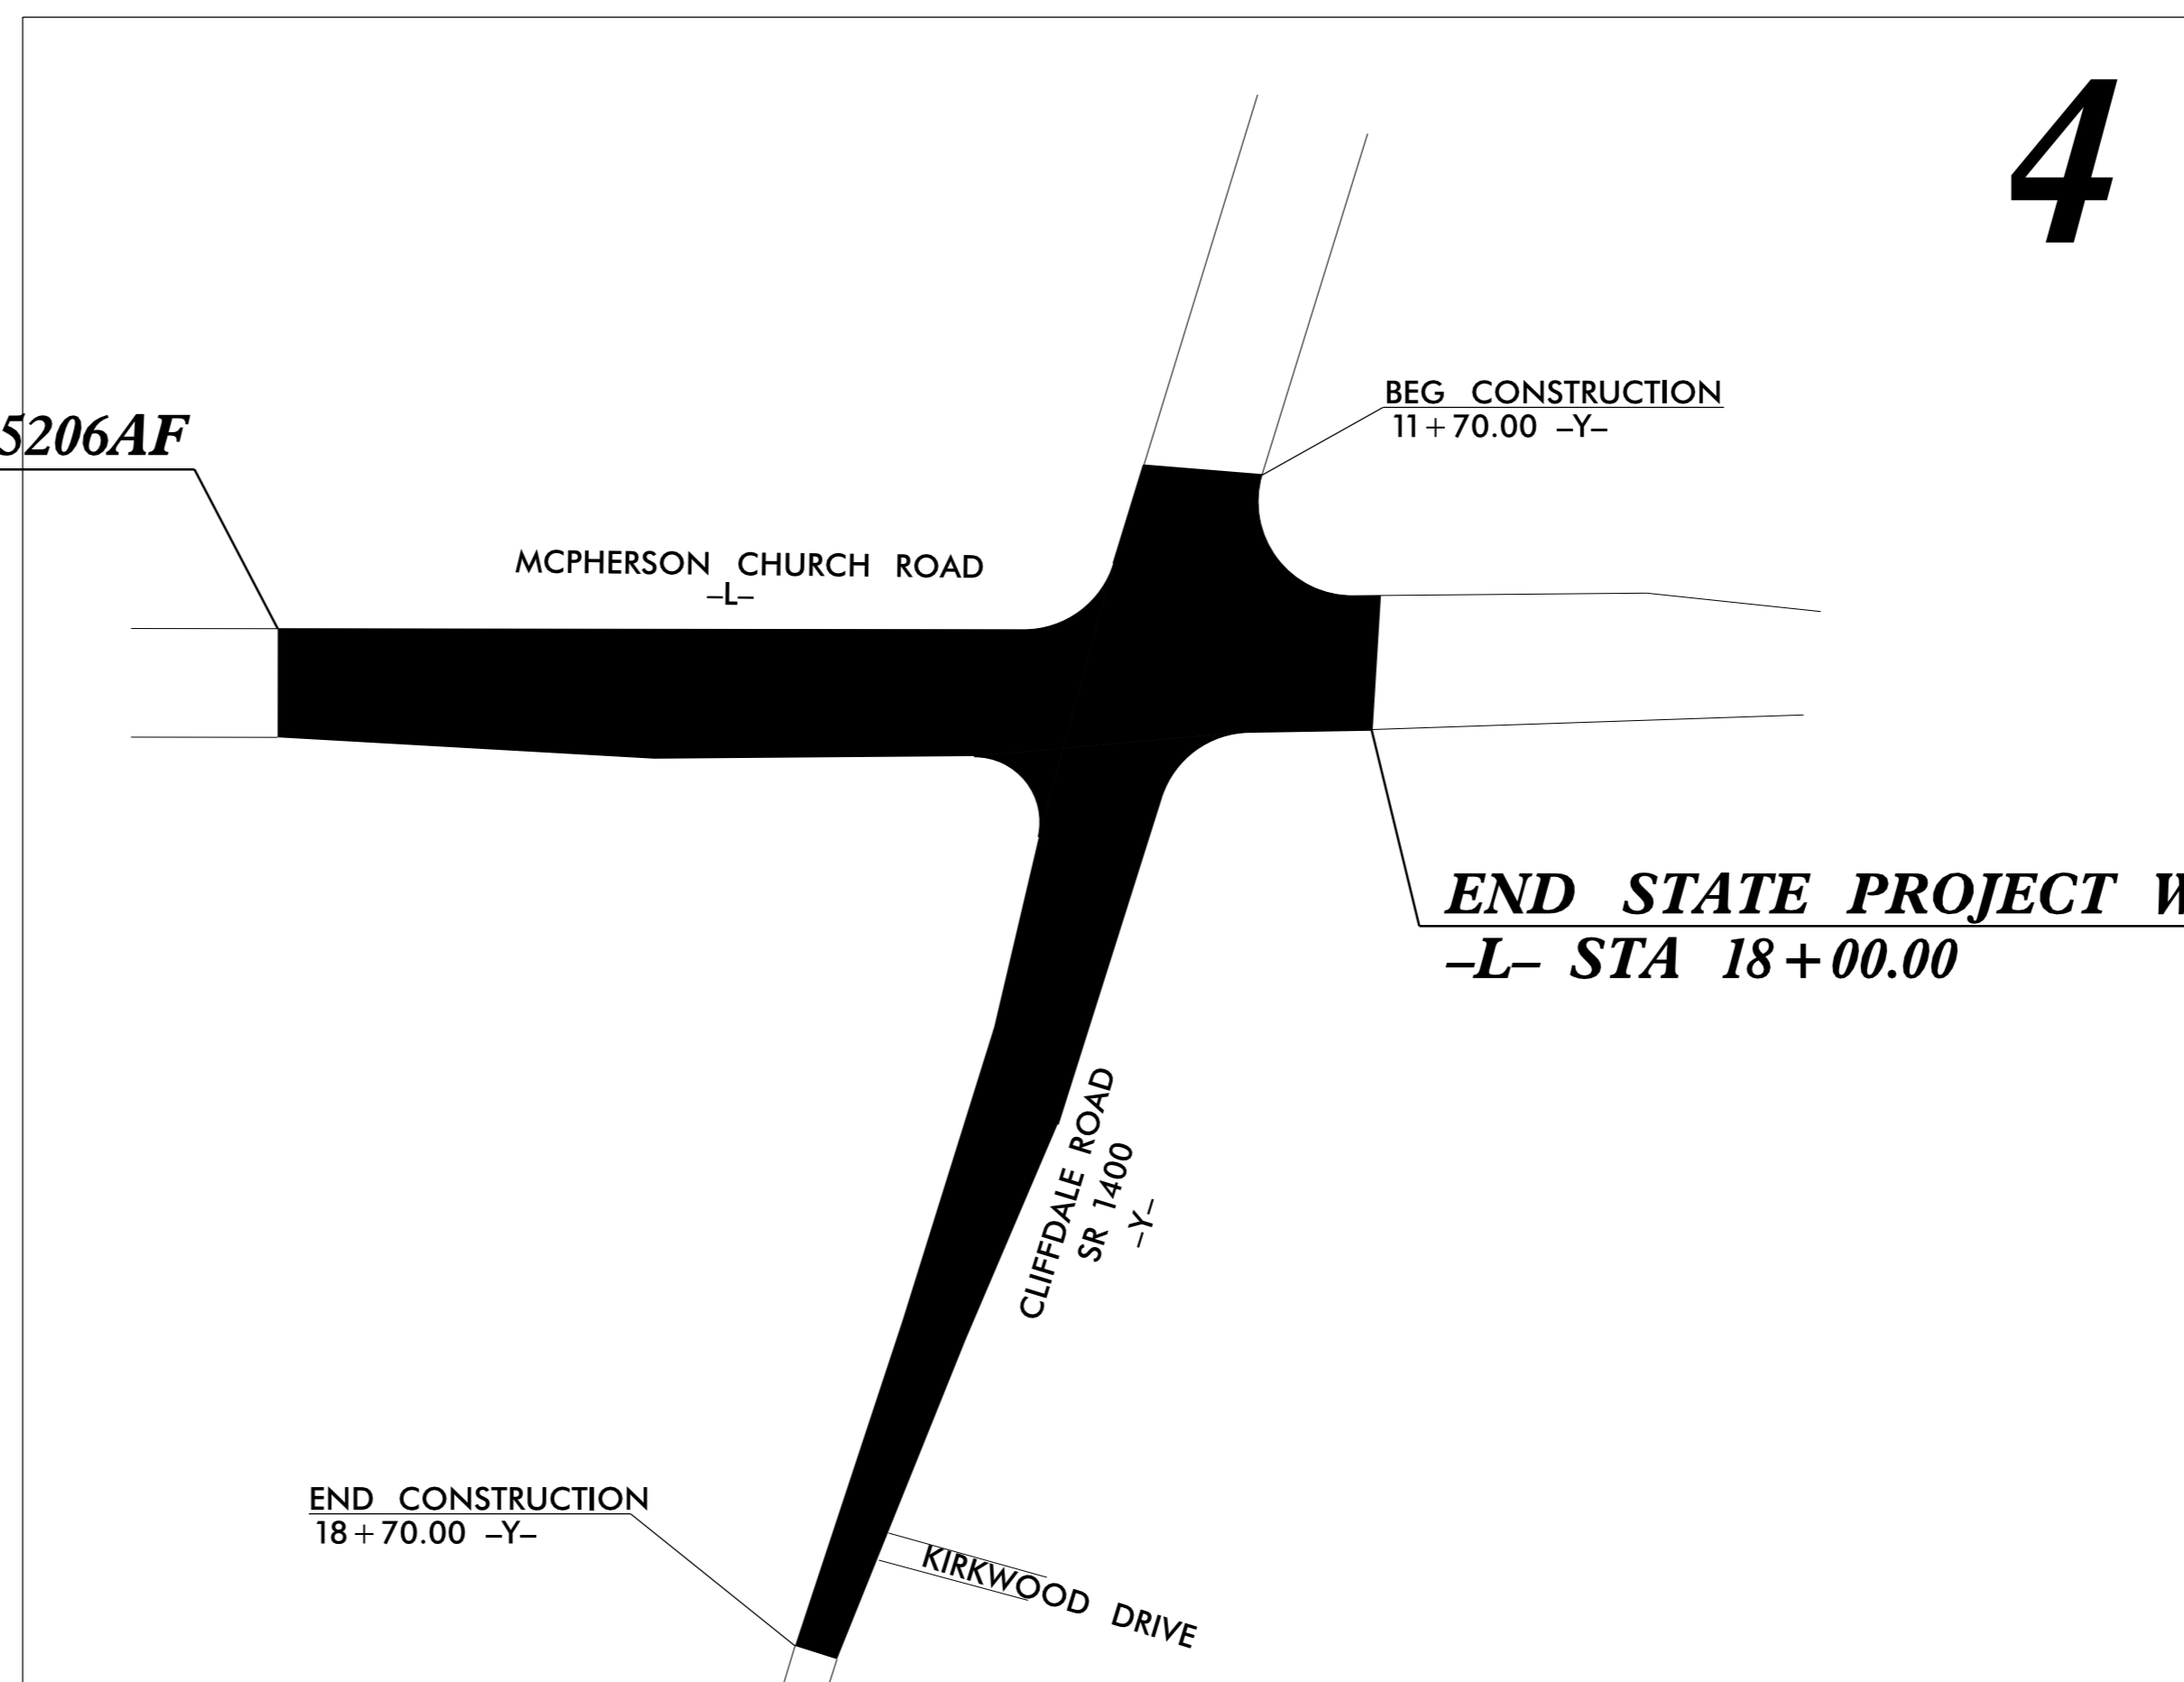 4
BEG CONSTRUCTION
11+70.00 –Y–
5206AF
MCPHERSON CHURCH ROAD
–L–
END STATE PROJECT W
–L– STA 18+00.00
CLIFFDALE ROAD
SR 1400
–Y–
END CONSTRUCTION
18+70.00 –Y–
KIRKWOOD DRIVE